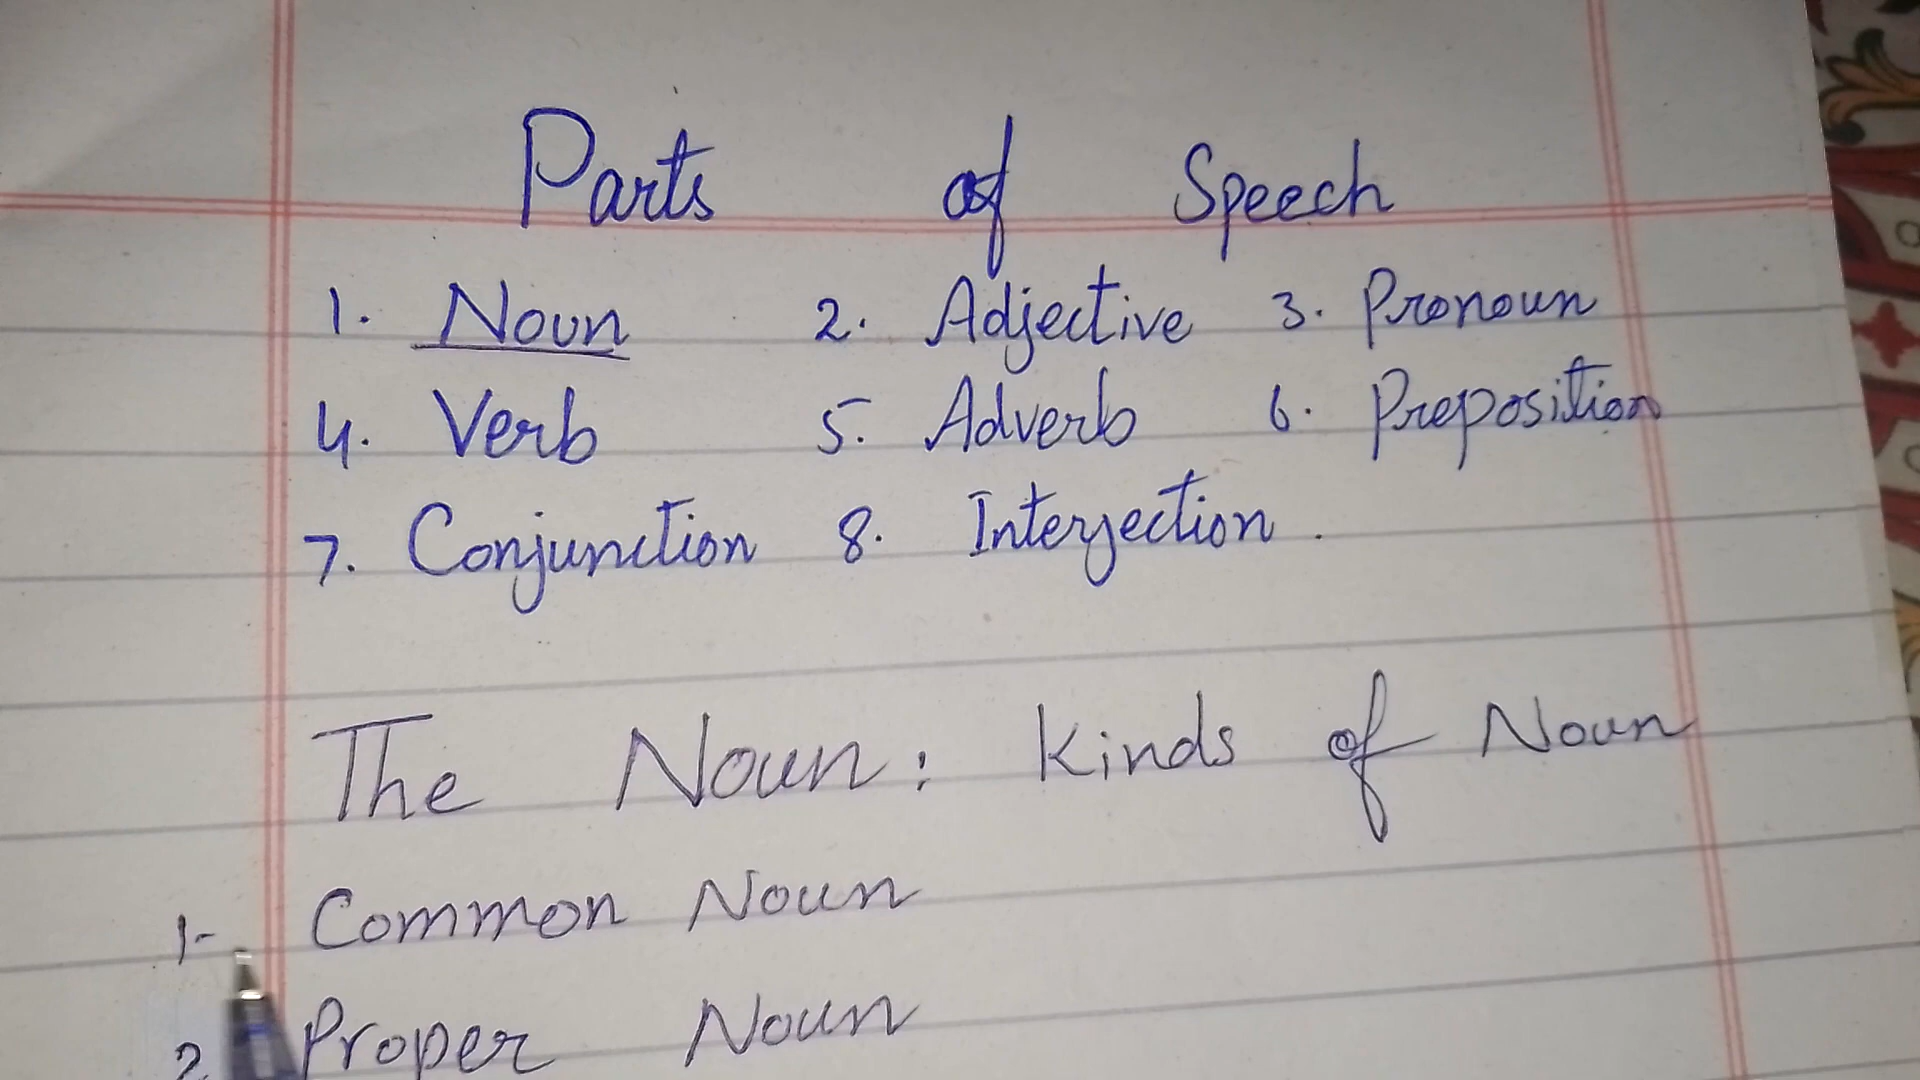 Parts of Speech
1. Noun 2. Adjective 3. Pronoun
4. Verb 5. Adverb 6. Preposition
7. Conjunction 8. Interjection.
The Noun: Kinds of Noun
1- Common Noun
2 Proper Noun